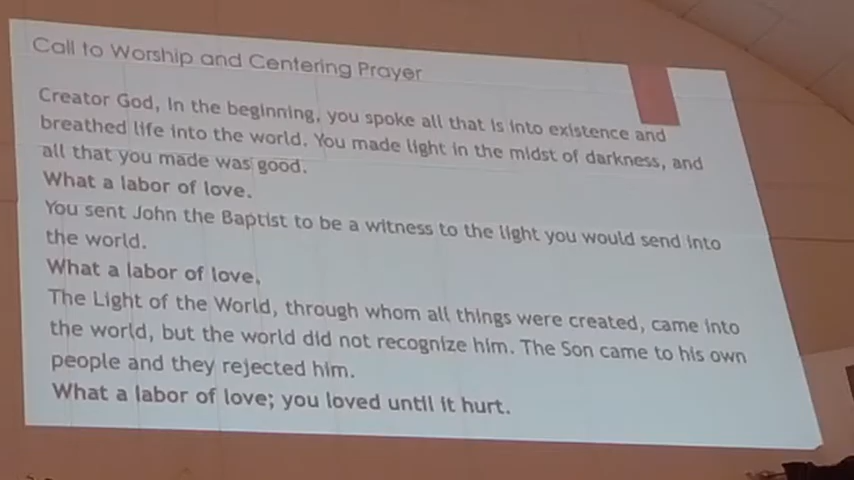 Call to Worship and Centering Prayer
Creator God, In the beginning, you spoke all that is into existence and
breathed life into the world. You made light in the midst of darkness, and
all that you made was good.
What a labor of love.
You sent John the Baptist to be a witness to the light you would send into
the world.
What a labor of love.
The Light of the World, through whom all things were created, came into
the world, but the world did not recognize him. The Son came to his own
people and they rejected him.
What a labor of love; you loved until it hurt.